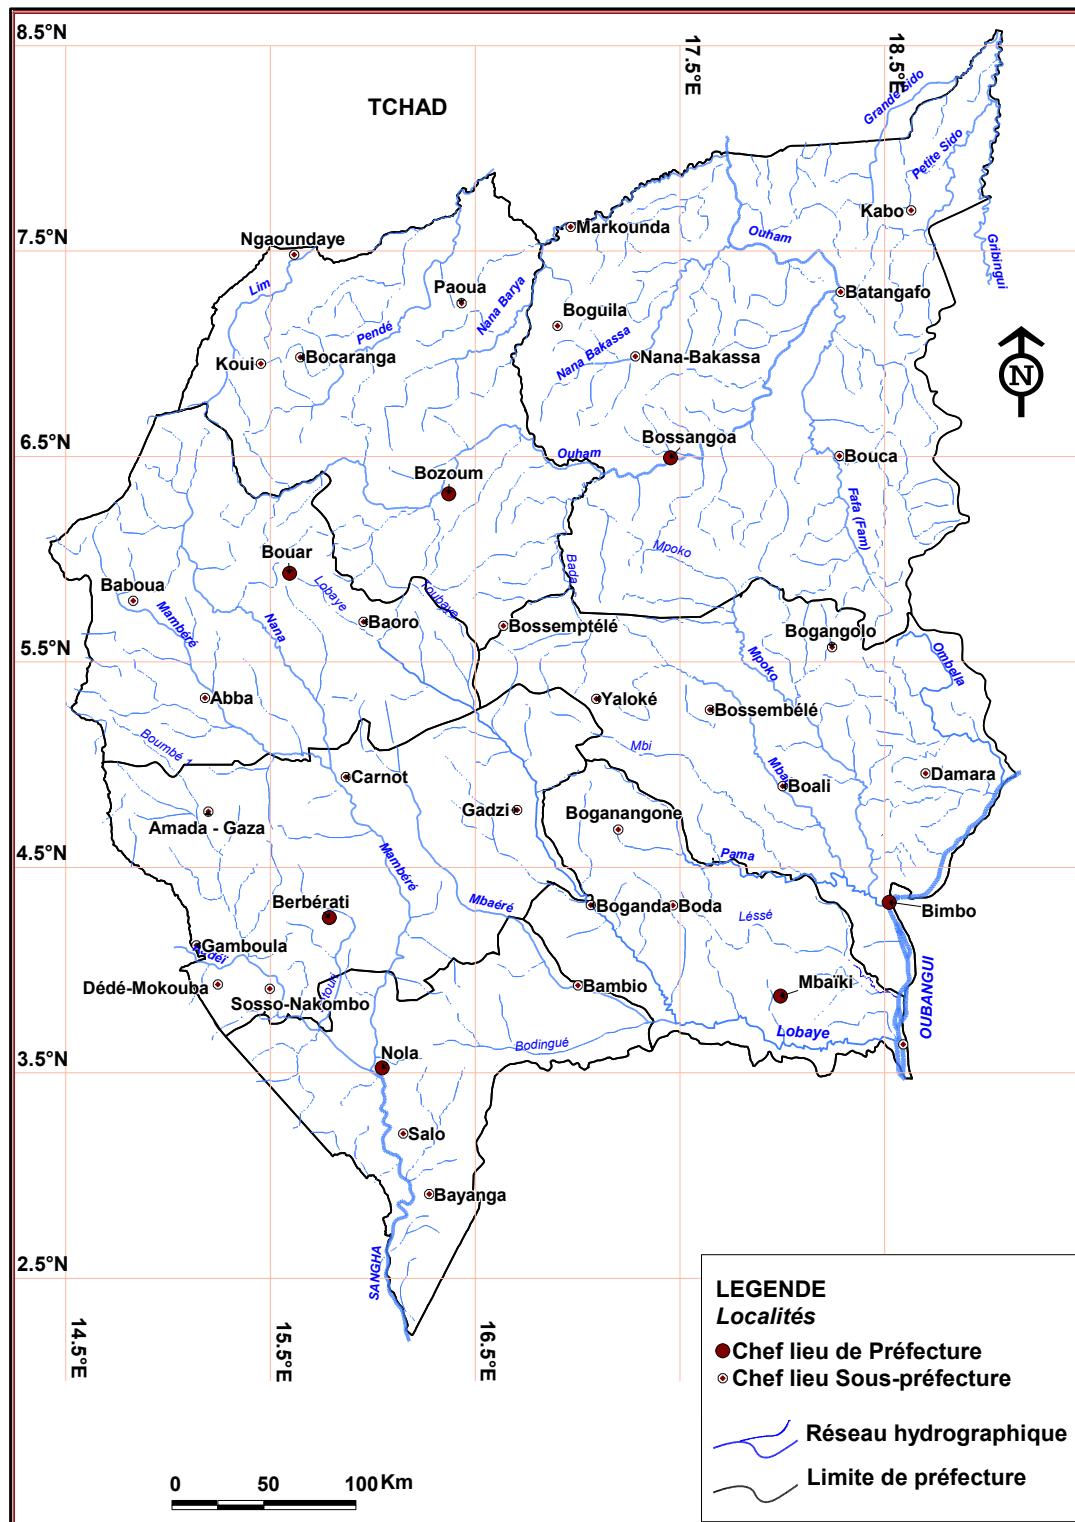 8.5°N
17.5°E
18.5°E
Grande Sido
TCHAD
Petite Sido
Kabo
Markounda
Ouham
Ngaoundaye
7.5°N
Gribingui
Lim
Paoua
Nana Barya
Batangafo
Boguila
Pendé
Nana Bakassa
Nana-Bakassa
Koui
Bocaranga
N
6.5°N
Bossangoa
Ouham
Bouca
Bozoum
Fafa (Fam)
Mpoko
Bouar
Bada
Baboua
Lobaye
Toubaye
Mambéré
Nana
Baoro
Bossemptélé
Bogangolo
5.5°N
Mpoko
Ombella
Abba
Yaloké
Bossembélé
Boumbé 1
Mbi
Mbali
Carnot
Damara
Boali
Gadzi
Boganangone
Amada - Gaza
4.5°N
Mambéré
Pama
Berbérati
Mbaéré
Boganda
Boda
Léssé
Bimbo
Gamboula
Kadéi
Dédé-Mokouba
Sosso-Nakombo
Bambio
Mbaïki
OUBANGUI
Lobaye
3.5°N
Nola
Bodingué
Salo
Bayanga
SANGHA
2.5°N
14.5°E
15.5°E
16.5°E
LEGENDE
Localités
Chef lieu de Préfecture
Chef lieu Sous-préfecture
Réseau hydrographique
Limite de préfecture
0 50 100 Km